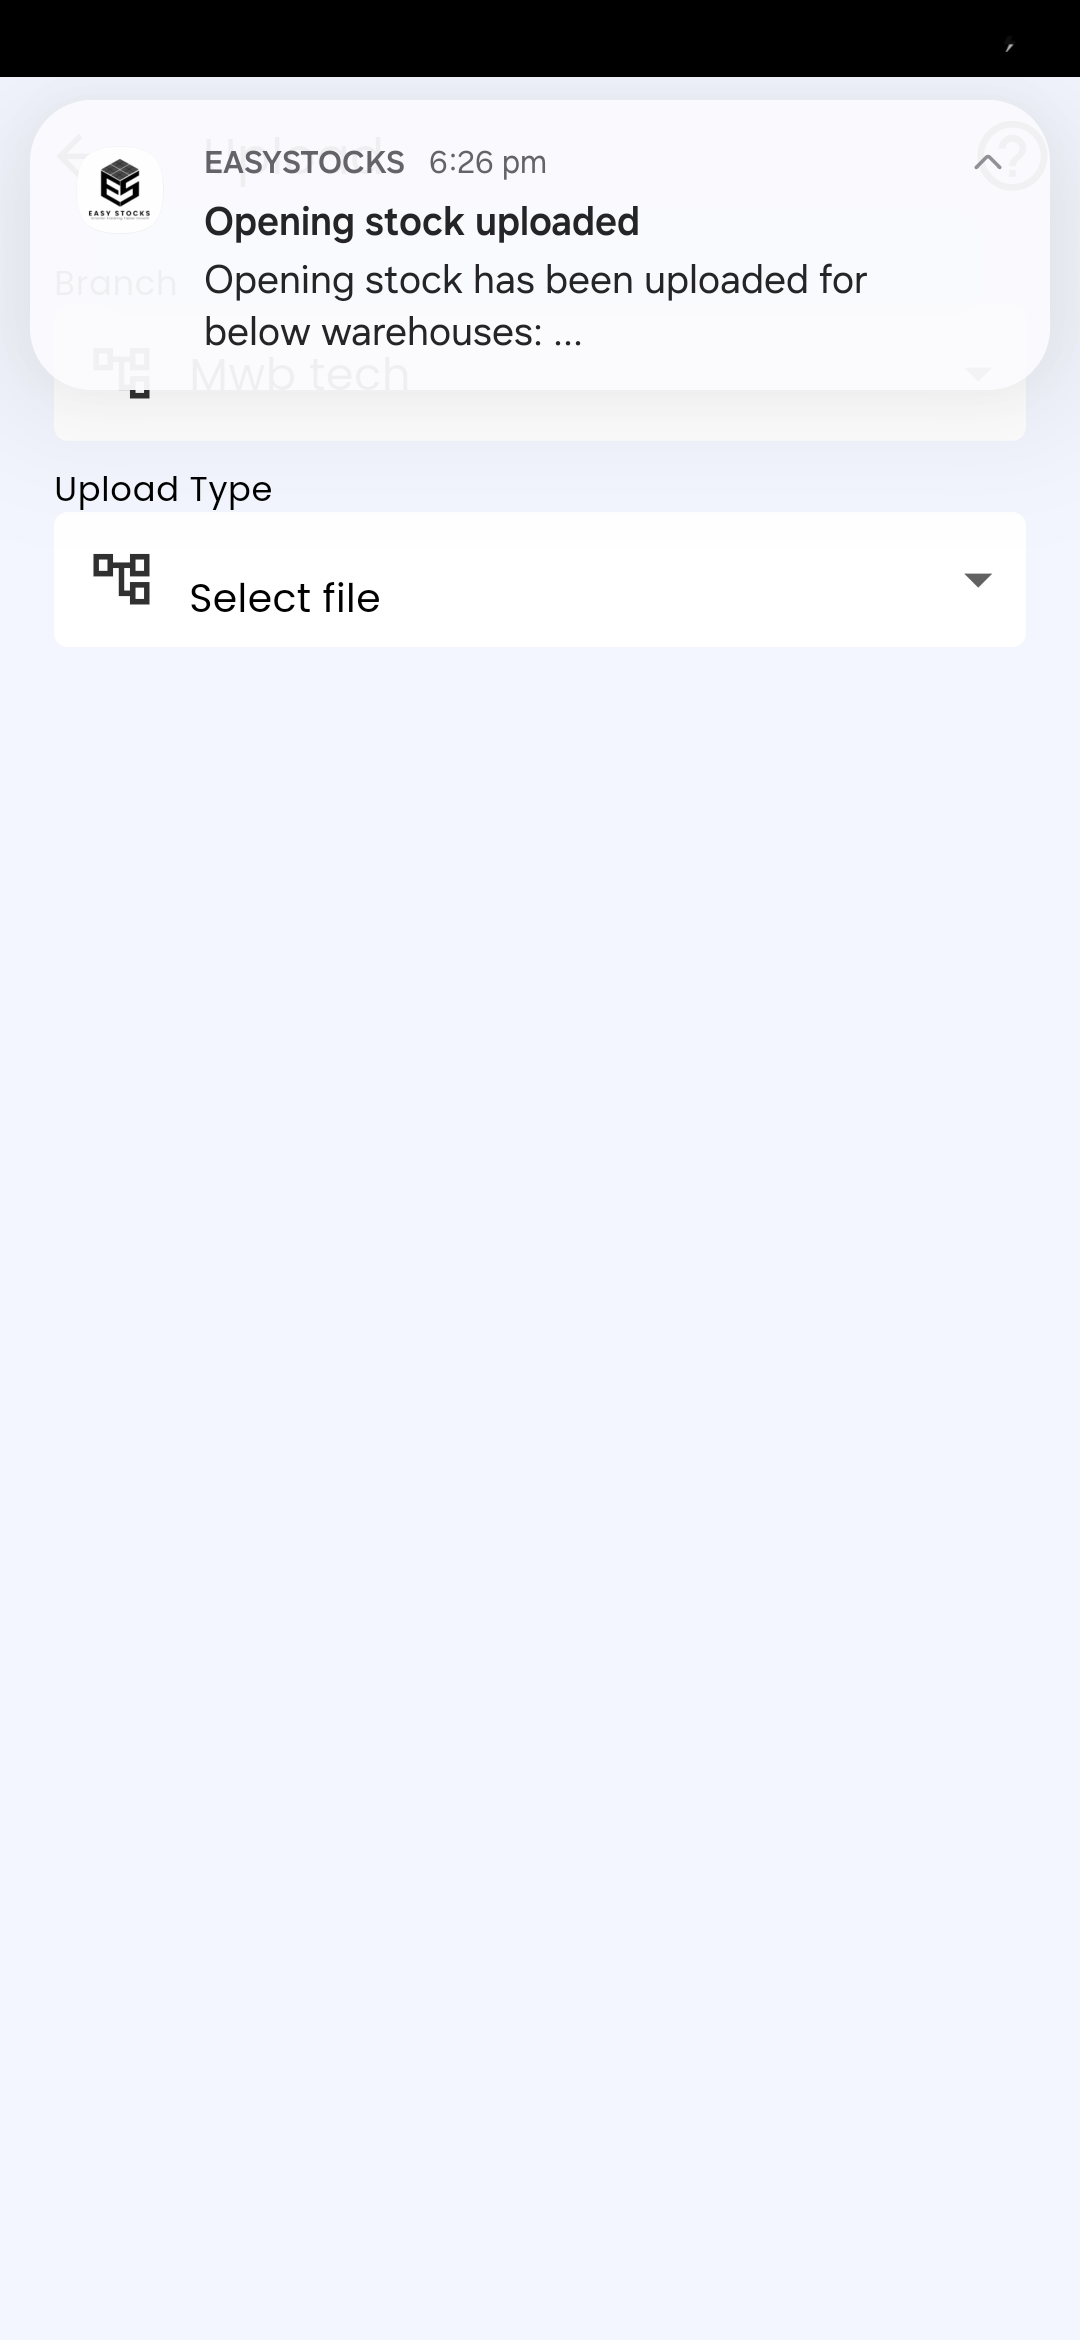 Upload
EASYSTOCKS 6:26 pm
EASY STOCKS
Opening stock uploaded
Branch
Opening stock has been uploaded for
below warehouses: ...
Mwb tech
Upload Type
Select file